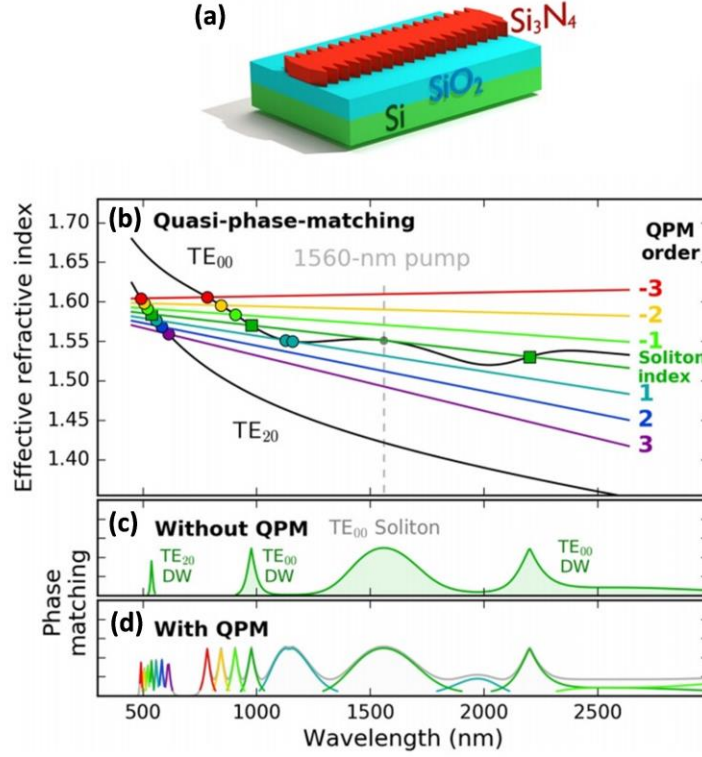 (a)
Si₃N₄
SiO₂
Si
(b) Quasi-phase-matching
QPM
order
TE₀₀
1560-nm pump
-3
-2
-1
Soliton
index
1
2
3
TE₂₀
Effective refractive index
1.70
1.65
1.60
1.55
1.50
1.45
1.40
(c) Without QPM
TE₀₀ Soliton
TE₂₀
DW
TE₀₀
DW
TE₀₀
DW
Phase
matching
(d) With QPM
500 1000 1500 2000 2500
Wavelength (nm)